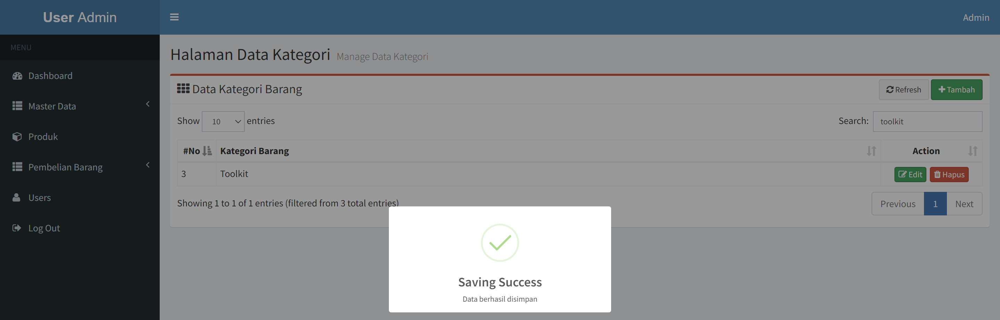 User Admin
Admin
MENU
Dashboard
Master Data
Produk
Pembelian Barang
Users
Log Out
Halaman Data Kategori Manage Data Kategori
Data Kategori Barang
Refresh
Tambah
Show 10 entries
Search: toolkit
#No Kategori Barang Action
3 Toolkit Edit Hapus
Showing 1 to 1 of 1 entries (filtered from 3 total entries)
Previous 1 Next
Saving Success
Data berhasil disimpan